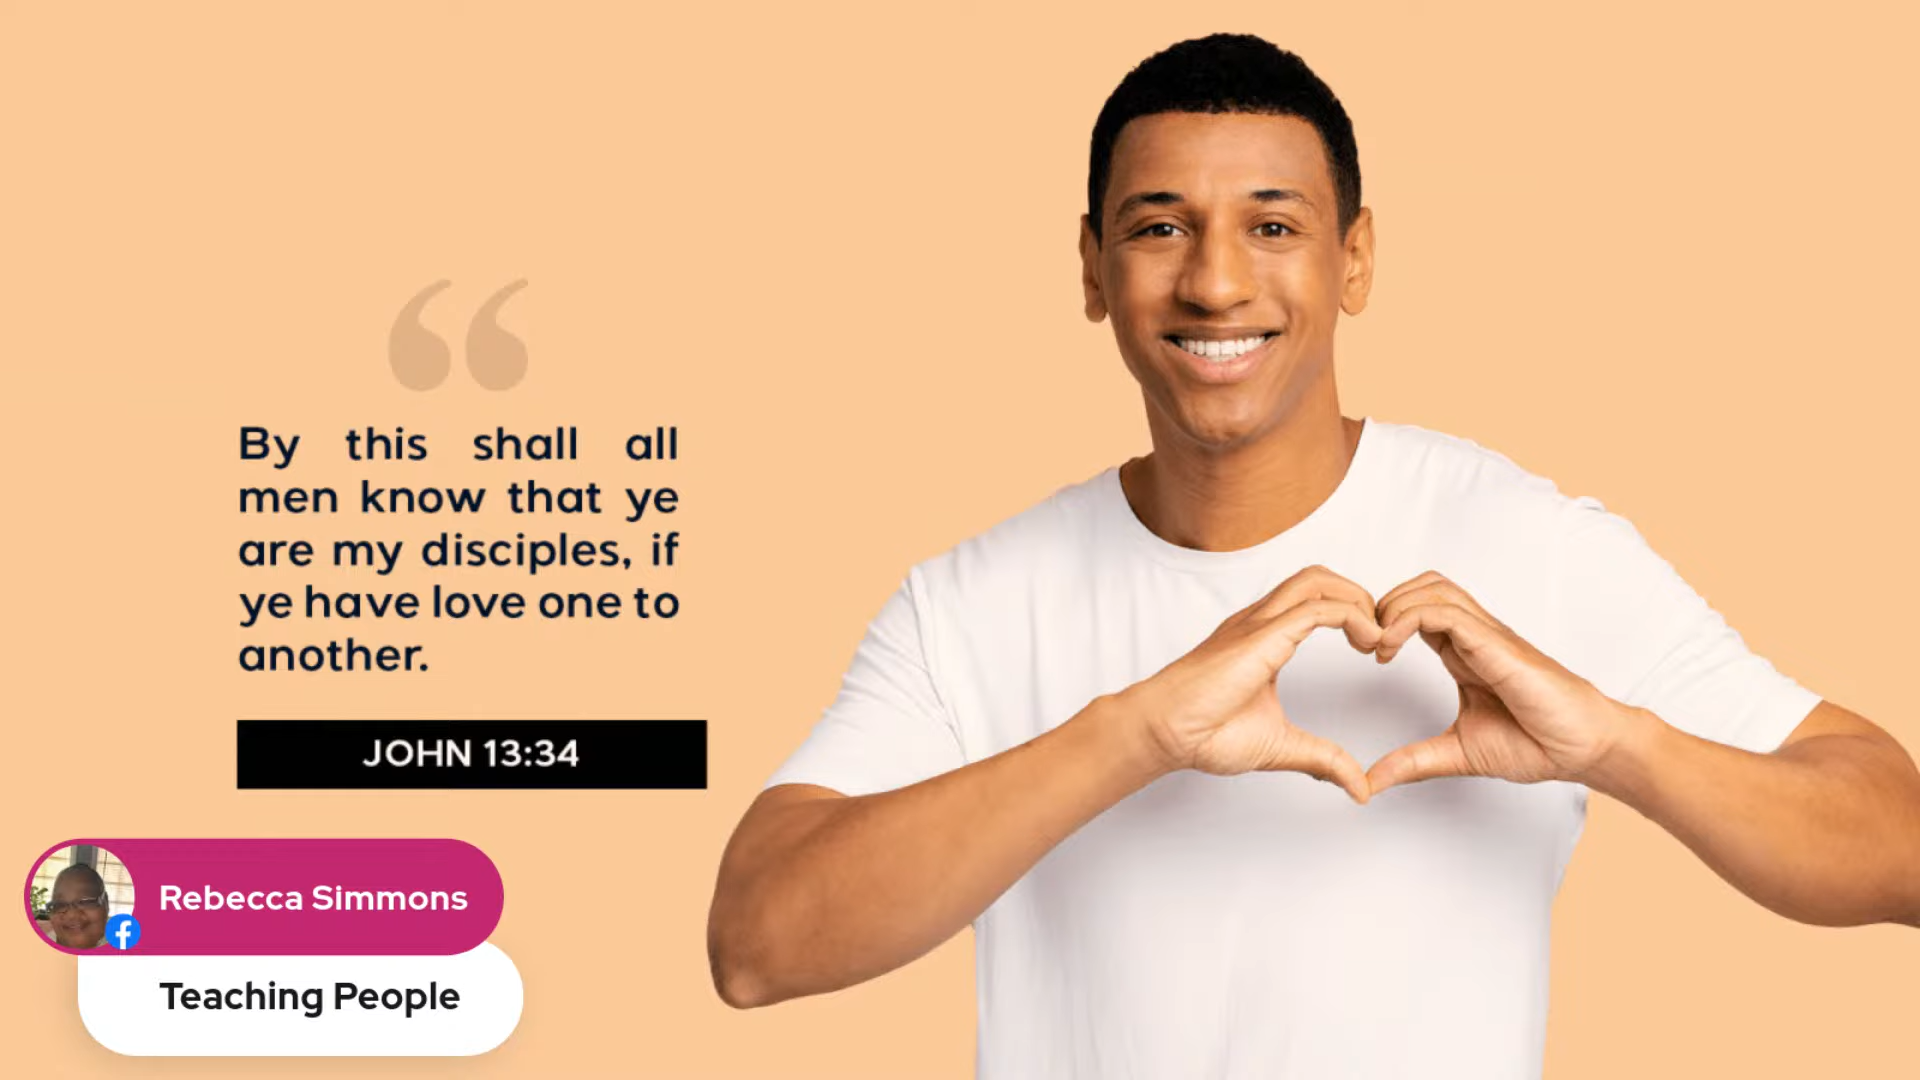 By this shall all
men know that ye
are my disciples, if
ye have love one to
another.
JOHN 13:34
Rebecca Simmons
Teaching People